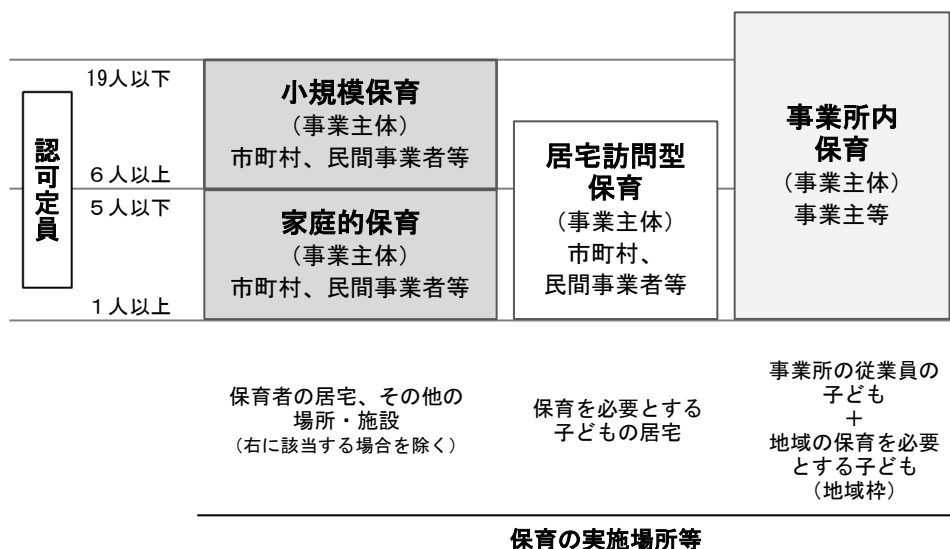 認可定員
19人以下
６人以上
５人以下
１人以上
小規模保育
（事業主体）
市町村、民間事業者等
家庭的保育
（事業主体）
市町村、民間事業者等
居宅訪問型
保育
（事業主体）
市町村、
民間事業者等
事業所内
保育
（事業主体）
事業主等
保育者の居宅、その他の
場所・施設
（右に該当する場合を除く）
保育を必要とする
子どもの居宅
事業所の従業員の
子ども
＋
地域の保育を必要
とする子ども
（地域枠）
保育の実施場所等